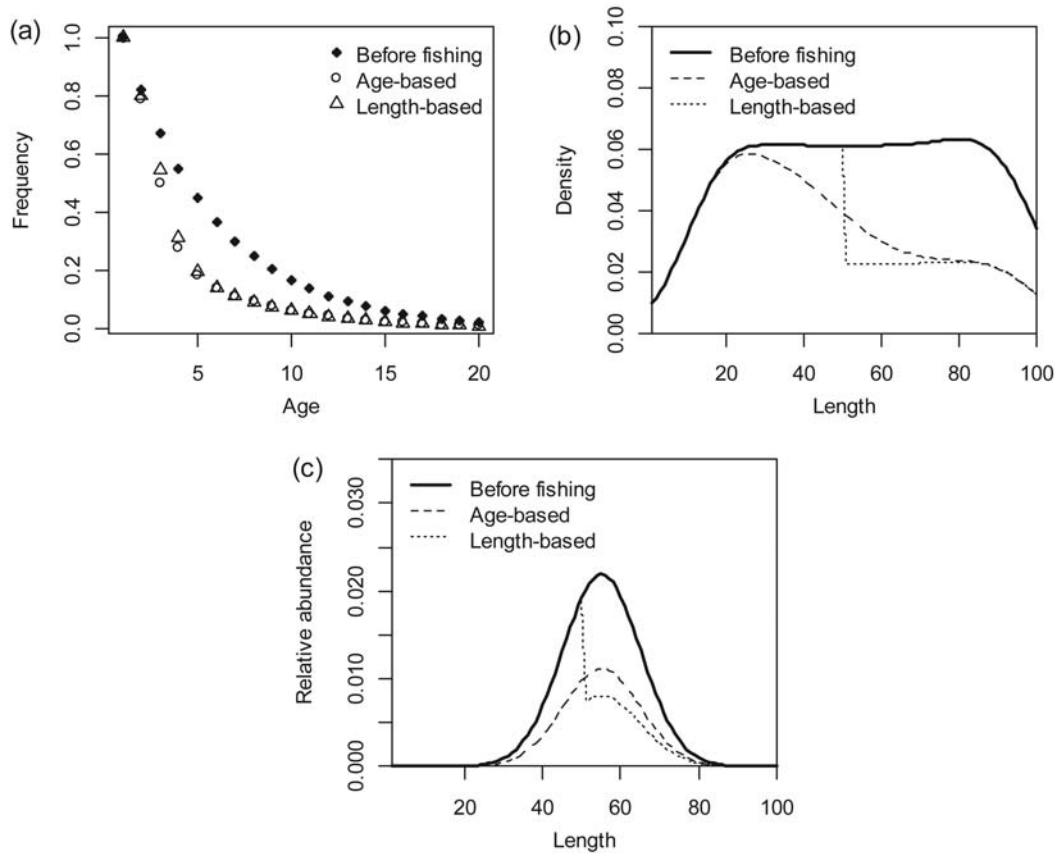 (a)
Before fishing
Age-based
Length-based
Frequency
1.0
0.8
0.6
0.4
0.2
0.0
5
10
15
20
Age
(b)
Before fishing
Age-based
Length-based
Density
0.10
0.08
0.06
0.04
0.02
0.00
20
40
60
80
100
Length
(c)
Before fishing
Age-based
Length-based
Relative abundance
0.030
0.020
0.010
0.000
20
40
60
80
100
Length